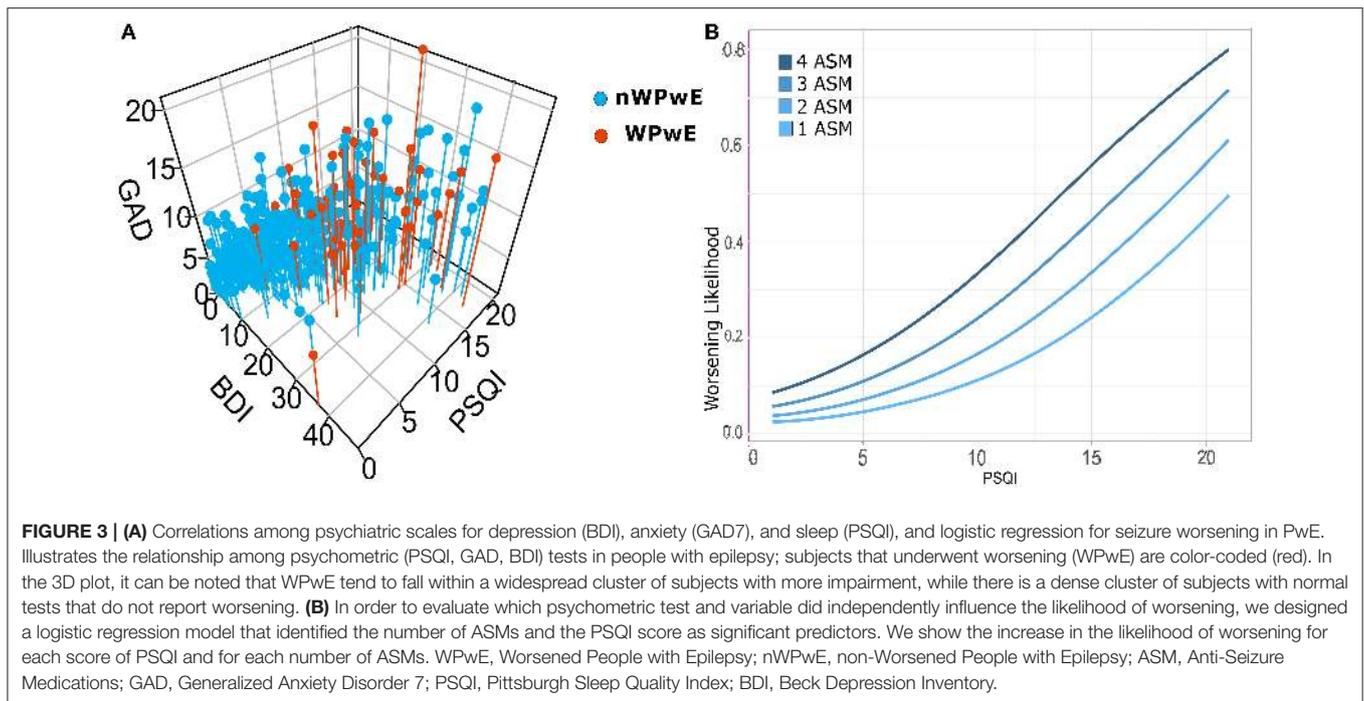 A
20
15
10
5
0
GAD
0
10
20
30
40
BDI
0
5
10
15
20
PSQI
nWPwE
WPwE
B
0.8
0.6
0.4
0.2
0.0
Worsening Likelihood
4 ASM
3 ASM
2 ASM
1 ASM
0
5
10
15
20
PSQI
FIGURE 3 | (A) Correlations among psychiatric scales for depression (BDI), anxiety (GAD7), and sleep (PSQI), and logistic regression for seizure worsening in PwE.
Illustrates the relationship among psychometric (PSQI, GAD, BDI) tests in people with epilepsy; subjects that underwent worsening (WPwE) are color-coded (red). In
the 3D plot, it can be noted that WPwE tend to fall within a widespread cluster of subjects with more impairment, while there is a dense cluster of subjects with normal
tests that do not report worsening. (B) In order to evaluate which psychometric test and variable did independently influence the likelihood of worsening, we designed
a logistic regression model that identified the number of ASMs and the PSQI score as significant predictors. We show the increase in the likelihood of worsening for
each score of PSQI and for each number of ASMs. WPwE, Worsened People with Epilepsy; nWPwE, non-Worsened People with Epilepsy; ASM, Anti-Seizure
Medications; GAD, Generalized Anxiety Disorder 7; PSQI, Pittsburgh Sleep Quality Index; BDI, Beck Depression Inventory.